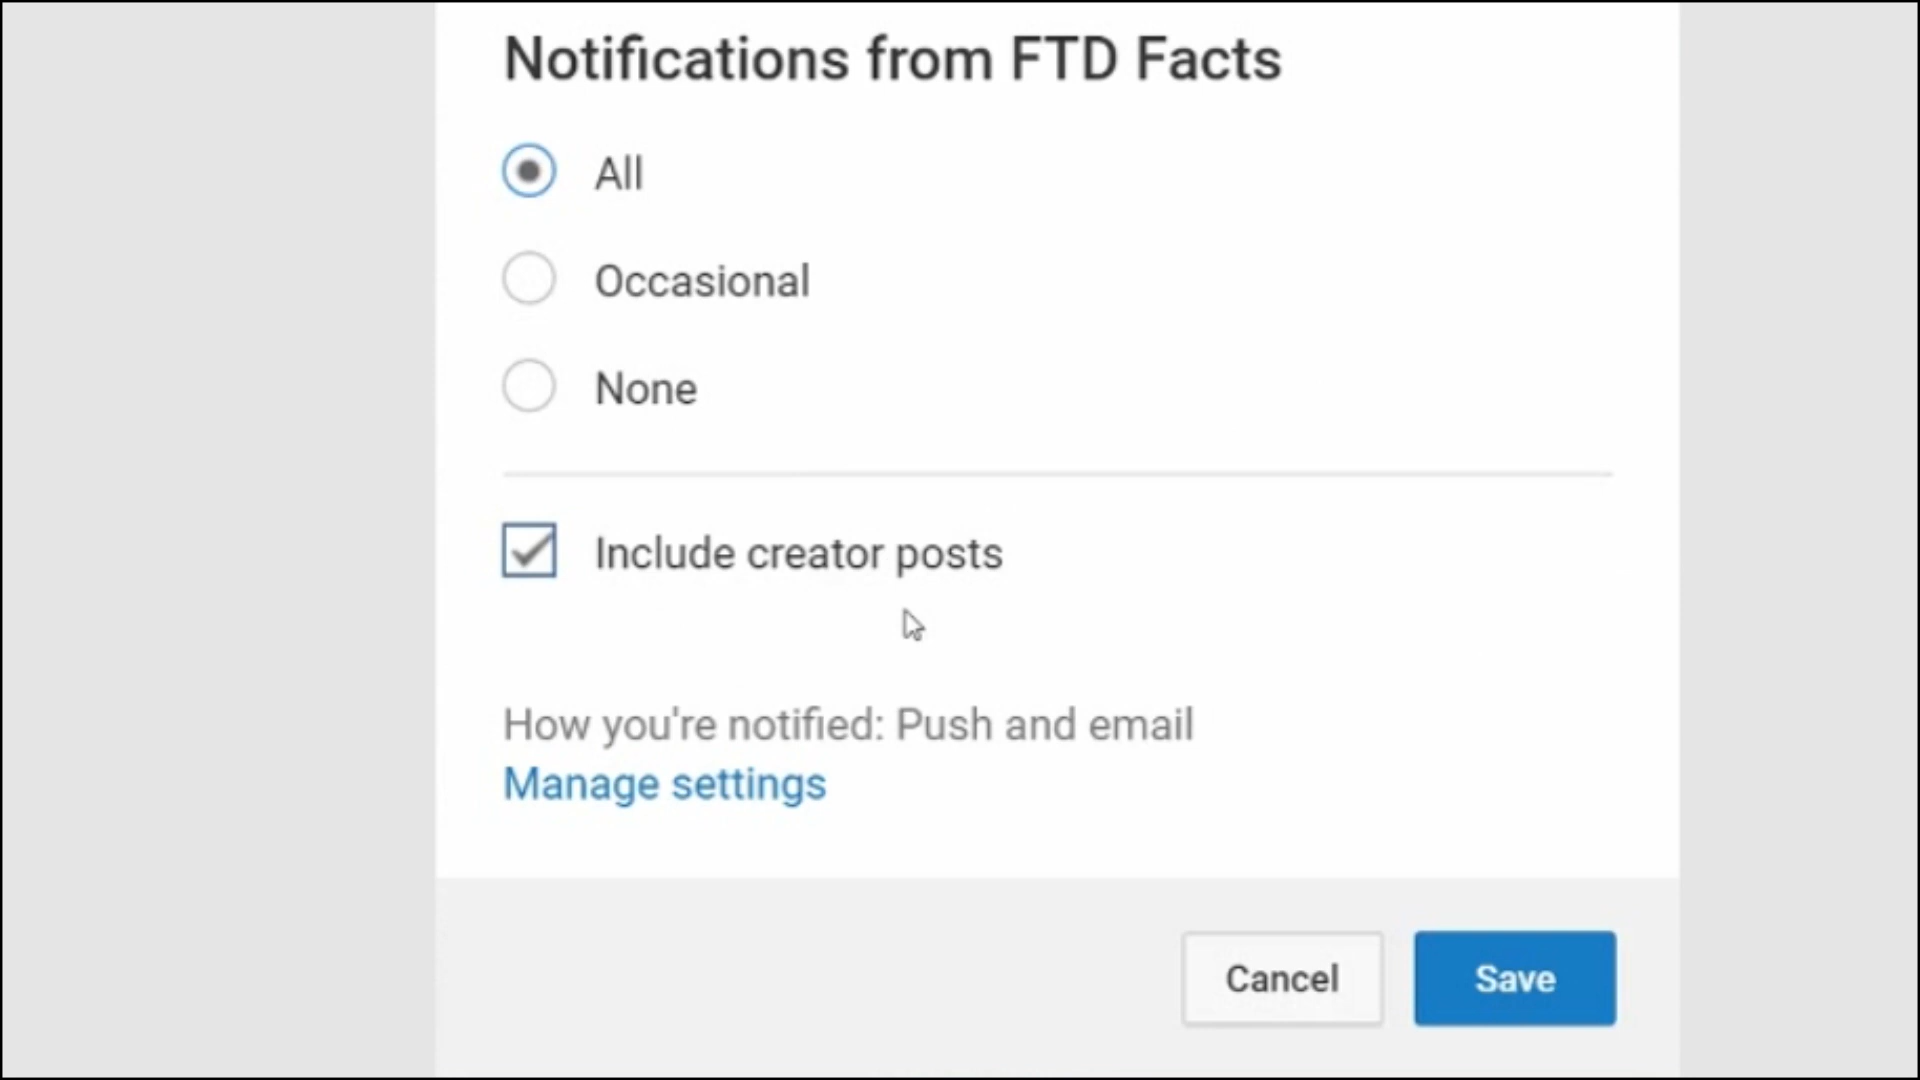 Notifications from FTD Facts
All
Occasional
None
Include creator posts
How you're notified: Push and email
Manage settings
Cancel
Save